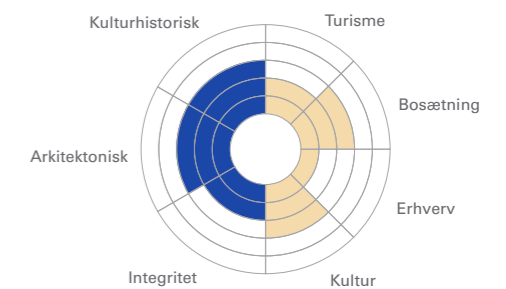 Kulturhistorisk
Turisme
Bosætning
Arkitektonisk
Erhverv
Integritet
Kultur